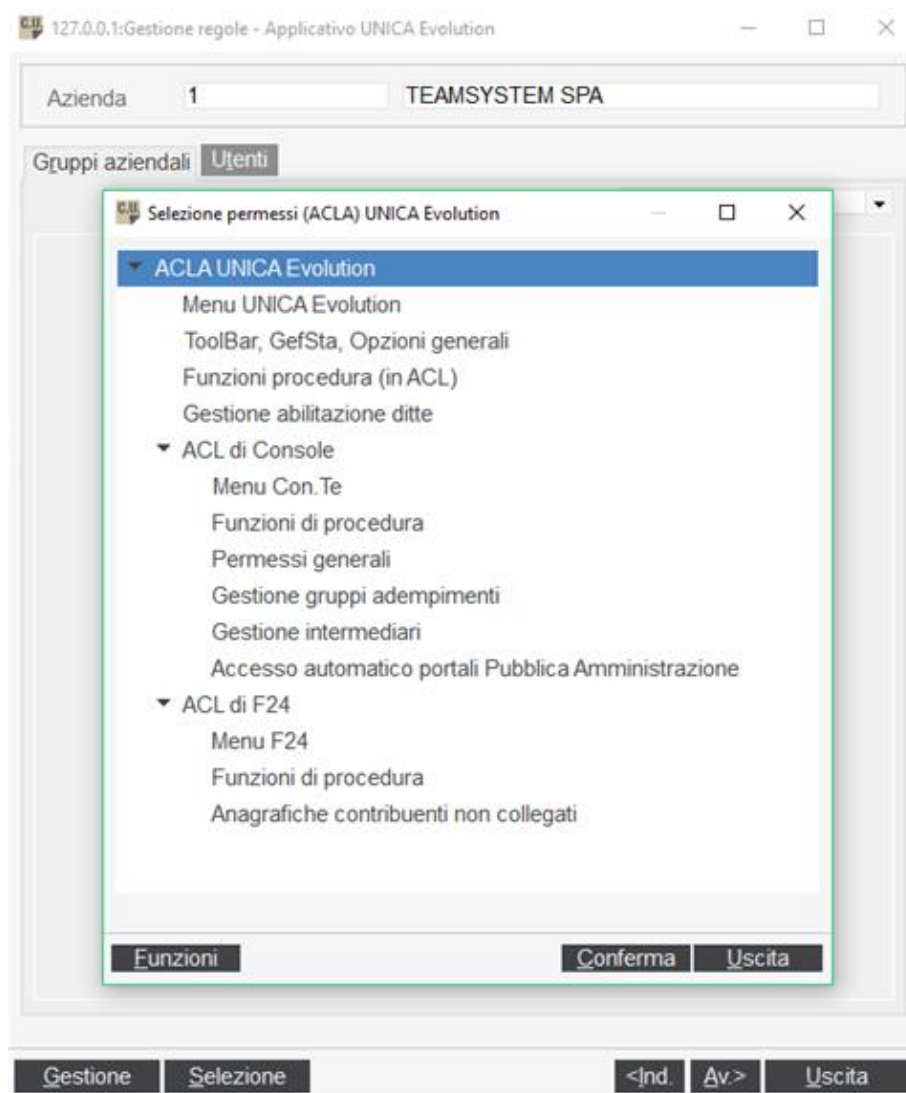 C.U. 127.0.0.1:Gestione regole - Applicativo UNICA Evolution
Azienda 1 TEAMSYSTEM SPA
Gruppi aziendali Utenti
C.U. Selezione permessi (ACLA) UNICA Evolution
ACLA UNICA Evolution
Menu UNICA Evolution
ToolBar, GefSta, Opzioni generali
Funzioni procedura (in ACL)
Gestione abilitazione ditte
ACL di Console
Menu Con.Te
Funzioni di procedura
Permessi generali
Gestione gruppi adempimenti
Gestione intermediari
Accesso automatico portali Pubblica Amministrazione
ACL di F24
Menu F24
Funzioni di procedura
Anagrafiche contribuenti non collegati
Funzioni Conferma Uscita
Gestione Selezione <Ind. Av.> Uscita